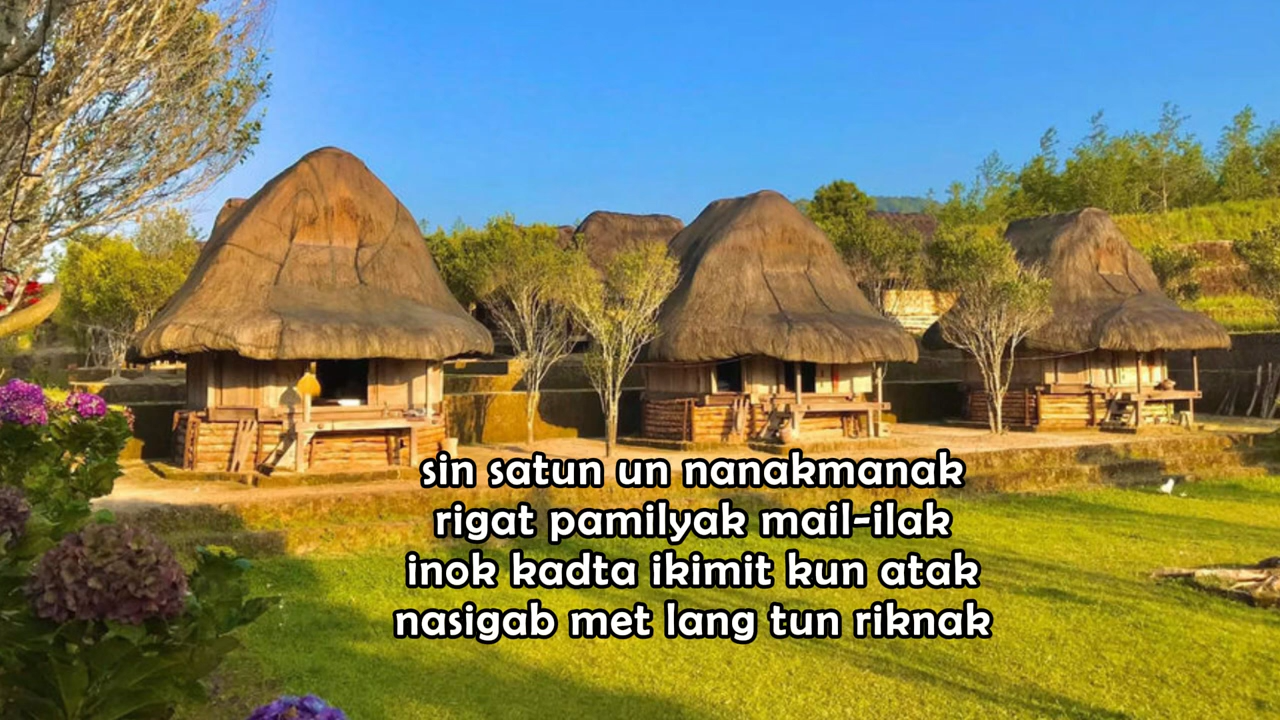 sin satun un nanakmanak
rigat pamilyak mail-ilak
inok kadta ikimit kun atak
nasigab met lang tun riknak